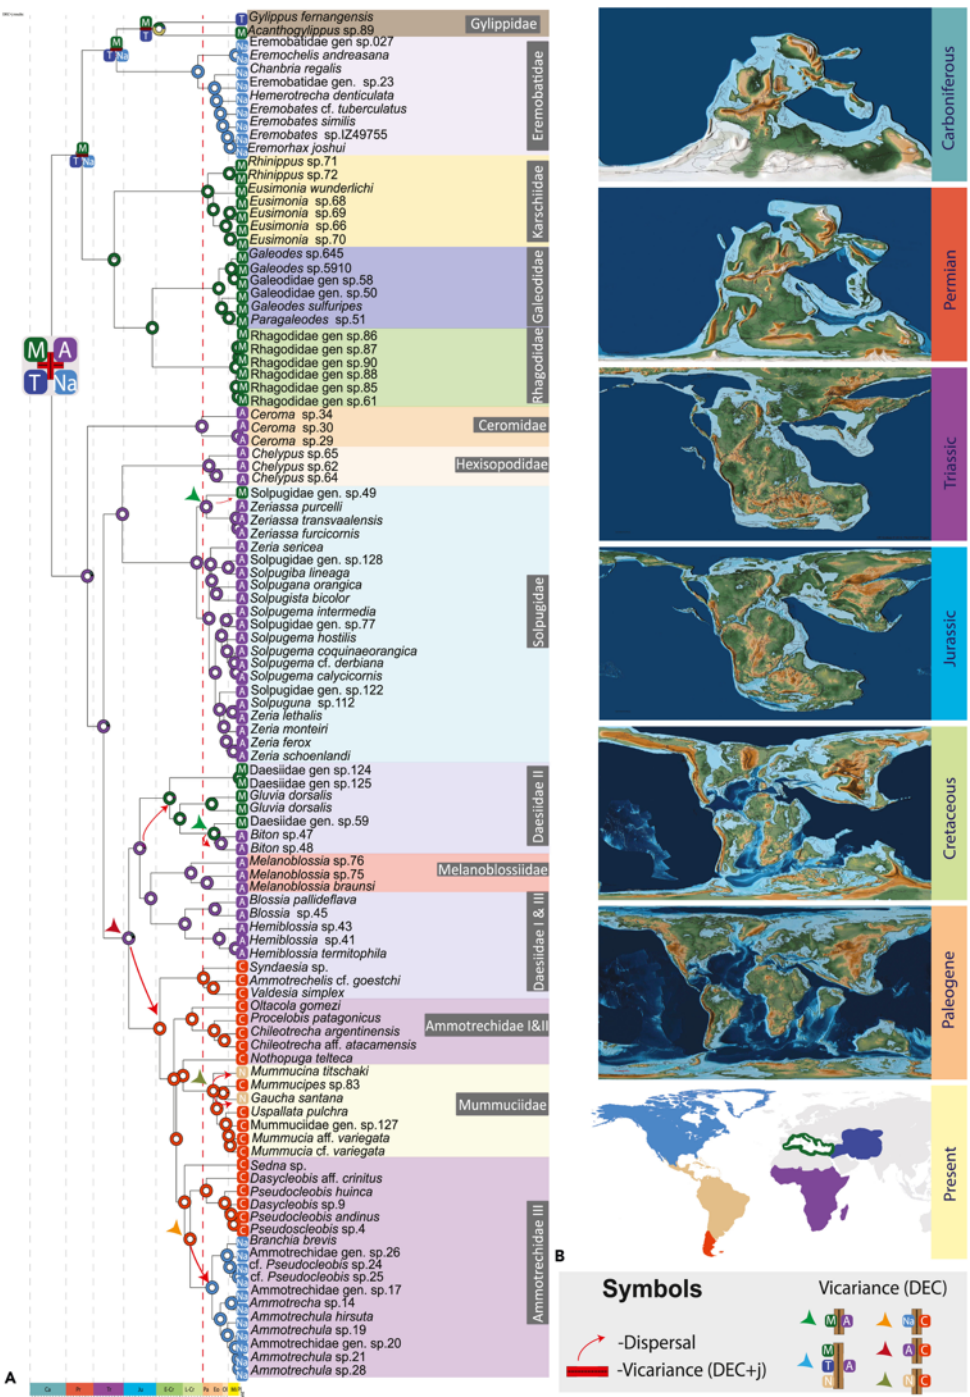 Gylippus fernangensis
Acanthogylippus sp.89
Gylippidae
Eremobatidae gen sp.027
Eremochelis andreasana
Chanbria regalis
Eremobatidae gen. sp.23
Hemerotrecha denticulata
Eremobates cf. tuberculatus
Eremobates similis
Eremobates sp.IZ49755
Eremorhax joshui
Eremobatidae
Rhinippus sp.71
Rhinippus sp.72
Eusimonia wunderlichi
Eusimonia sp.68
Eusimonia sp.69
Eusimonia sp.66
Eusimonia sp.70
Karschiidae
Galeodes sp.645
Galeodes sp.5910
Galeodidae gen sp.58
Galeodidae gen sp.50
Galeodes sulfuripes
Paragaleodes sp.51
Galeodidae
Rhagodidae gen sp.86
Rhagodidae gen sp.87
Rhagodidae gen sp.90
Rhagodidae gen sp.88
Rhagodidae gen sp.85
Rhagodidae gen sp.61
Rhagodidae
M A
T Na
Ceroma sp.34
Ceroma sp.30
Ceroma sp.29
Ceromidae
Chelypus sp.65
Chelypus sp.62
Chelypus sp.64
Hexisopodidae
Solpugidae gen. sp.49
Zeriassa purcelli
Zeriassa transvaalensis
Zeriassa furcicornis
Zeria sericea
Solpugidae gen. sp.128
Solpugiba lineaga
Solpugana orangica
Solpugista bicolor
Solpugema intermedia
Solpugidae gen. sp.77
Solpugema hostilis
Solpugema coquinaeorangica
Solpugema cf. derbiana
Solpugema calycicornis
Solpugidae gen. sp.122
Solpuguna sp.112
Zeria lethalis
Zeria monteiri
Zeria ferox
Zeria schoenlandi
Solpugidae
Daesiidae gen sp.124
Daesiidae gen sp.125
Gluvia dorsalis
Gluvia dorsalis
Daesiidae gen sp.59
Biton sp.47
Biton sp.48
Daesiidae II
Melanoblossia sp.76
Melanoblossia sp.75
Melanoblossia braunsi
Melanoblossiidae
Blossia pallideflava
Blossia sp.45
Hemiblossia sp.43
Hemiblossia sp.41
Hemiblossia termitophila
Daesiidae I & III
Syndaesia sp.
Ammotrechelis cf. goestchi
Valdesia simplex
Oltacola gomezi
Procelobis patagonicus
Chileotrecha argentinensis
Chileotrecha aff. atacamensis
Ammotrechidae I&II
Nothopuga telteca
Mummucina titschaki
Mummucipes sp.83
Gaucha santana
Uspallata pulchra
Mummuciidae gen. sp.127
Mummucia aff. variegata
Mummucia cf. variegata
Mummuciidae
Sedna sp.
Dasycleobis aff. crinitus
Pseudocleobis huinca
Dasycleobis sp.9
Pseudocleobis andinus
Pseudoscleobis sp.4
Branchia brevis
Ammotrechidae gen. sp.26
cf. Pseudocleobis sp.24
cf. Pseudocleobis sp.25
Ammotrechidae gen. sp.17
Ammotrecha sp.14
Ammotrechula hirsuta
Ammotrechula sp.19
Ammotrechidae gen. sp.20
Ammotrechula sp.21
Ammotrechula sp.28
Ammotrechidae III
A
Carboniferous
Permian
Triassic
Jurassic
Cretaceous
Paleogene
Present
B
Symbols
-Dispersal
-Vicariance (DEC+j)
Vicariance (DEC)
M A
Na C
M
T A
N
A C
N C